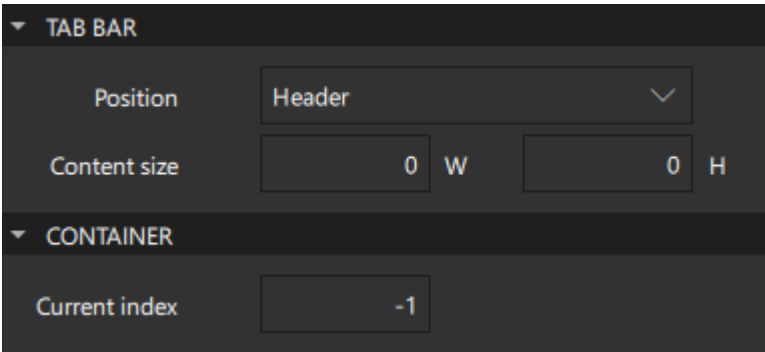 TAB BAR
Position Header
Content size 0 W 0 H
CONTAINER
Current index -1